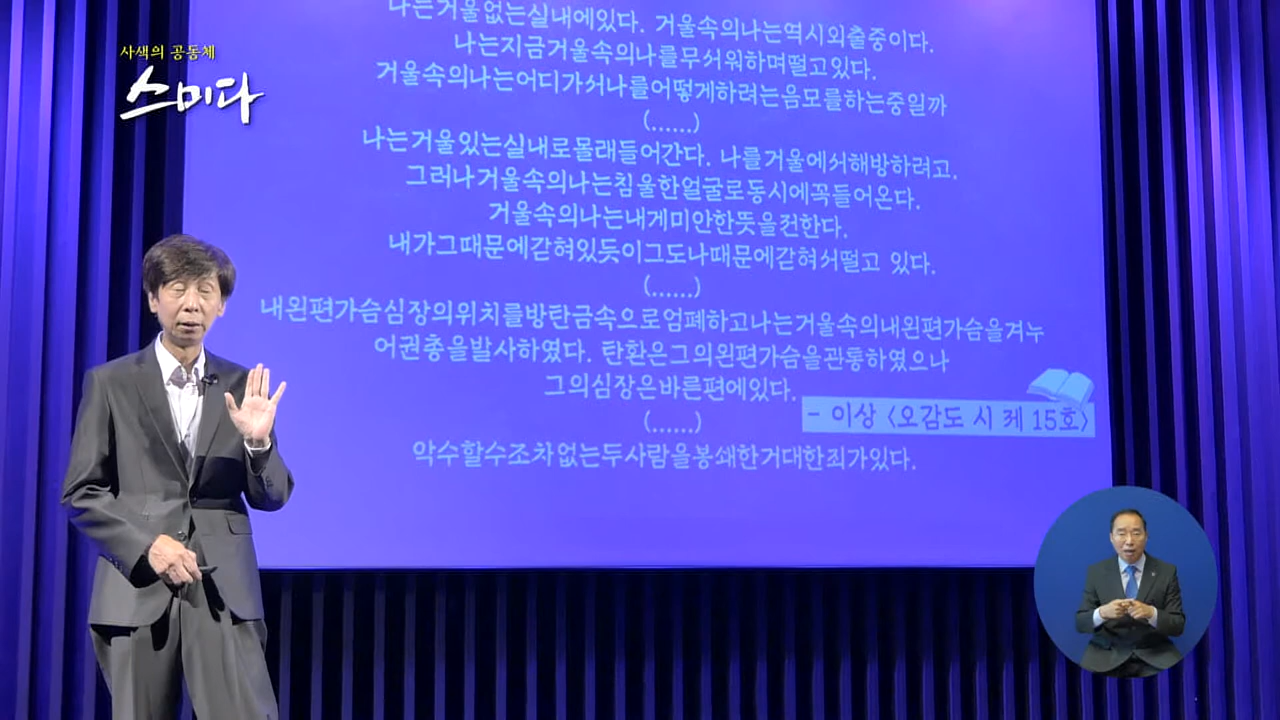 사색의 공동체
스미다
나는거울없는실내에있다. 거울속의나는역시외출중이다.
나는지금거울속의나를무서워하며떨고있다.
거울속의나는어디가서나를어떻게하려는음모를하는중일까
(......)
나는거울있는실내로몰래들어간다. 나를거울에서해방하려고.
그러나거울속의나는침울한얼굴로동시에꼭들어온다.
거울속의나는내게미안한뜻을전한다.
내가그때문에갇혀있듯이그도나때문에갇혀서떨고 있다.
(......)
내왼편가슴심장의위치를방탄금속으로엄폐하고나는거울속의내왼편가슴을겨누
어권총을발사하였다. 탄환은그의왼편가슴을관통하였으나
그의심장은바른편에있다.
- 이상 <오감도 시 제 15호>
(......)
악수할수조차없는두사람을봉쇄한거대한죄가있다.